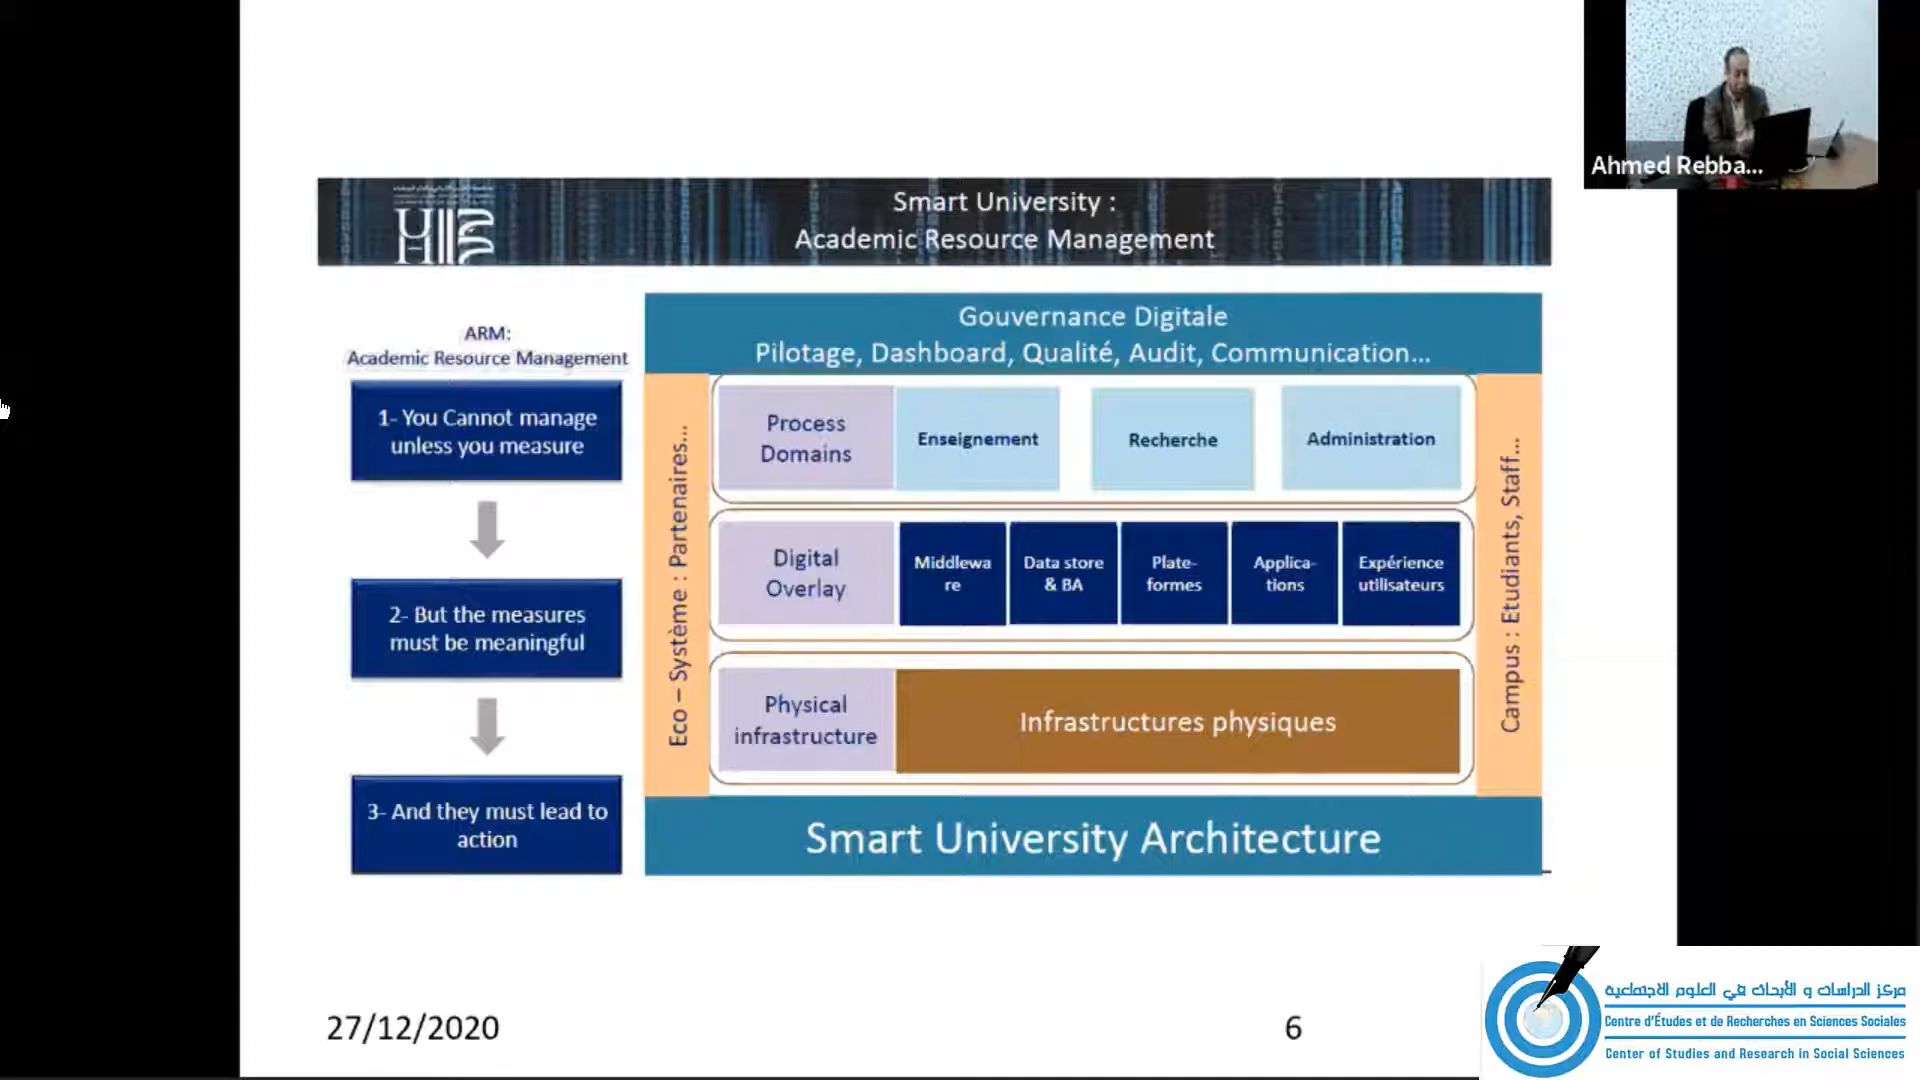 Ahmed Rebba...
UH2C
Smart University :
Academic Resource Management
ARM:
Academic Resource Management
1- You Cannot manage
unless you measure
2- But the measures
must be meaningful
3- And they must lead to
action
Gouvernance Digitale
Pilotage, Dashboard, Qualité, Audit, Communication...
Eco – Système : Partenaires...
Process
Domains
Enseignement
Recherche
Administration
Digital
Overlay
Middlewa
re
Data store
& BA
Plate-
formes
Applica-
tions
Expérience
utilisateurs
Physical
infrastructure
Infrastructures physiques
Campus : Etudiants, Staff...
Smart University Architecture
27/12/2020
6
مركز الدراسات و الأبحاث في العلوم الاجتماعية
Centre d'Études et de Recherches en Sciences Sociales
Center of Studies and Research in Social Sciences